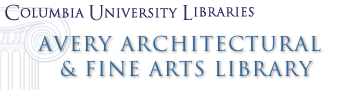 COLUMBIA UNIVERSITY LIBRARIES
AVERY ARCHITECTURAL
& FINE ARTS LIBRARY